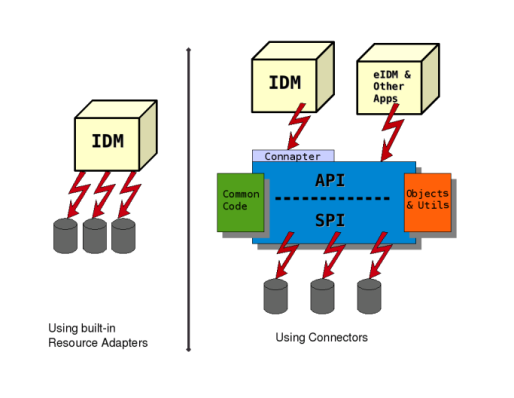 IDM
Using built-in
Resource Adapters
IDM
eIDM &
Other
Apps
Connapter
API
SPI
Common
Code
Objects
& Utils
Using Connectors